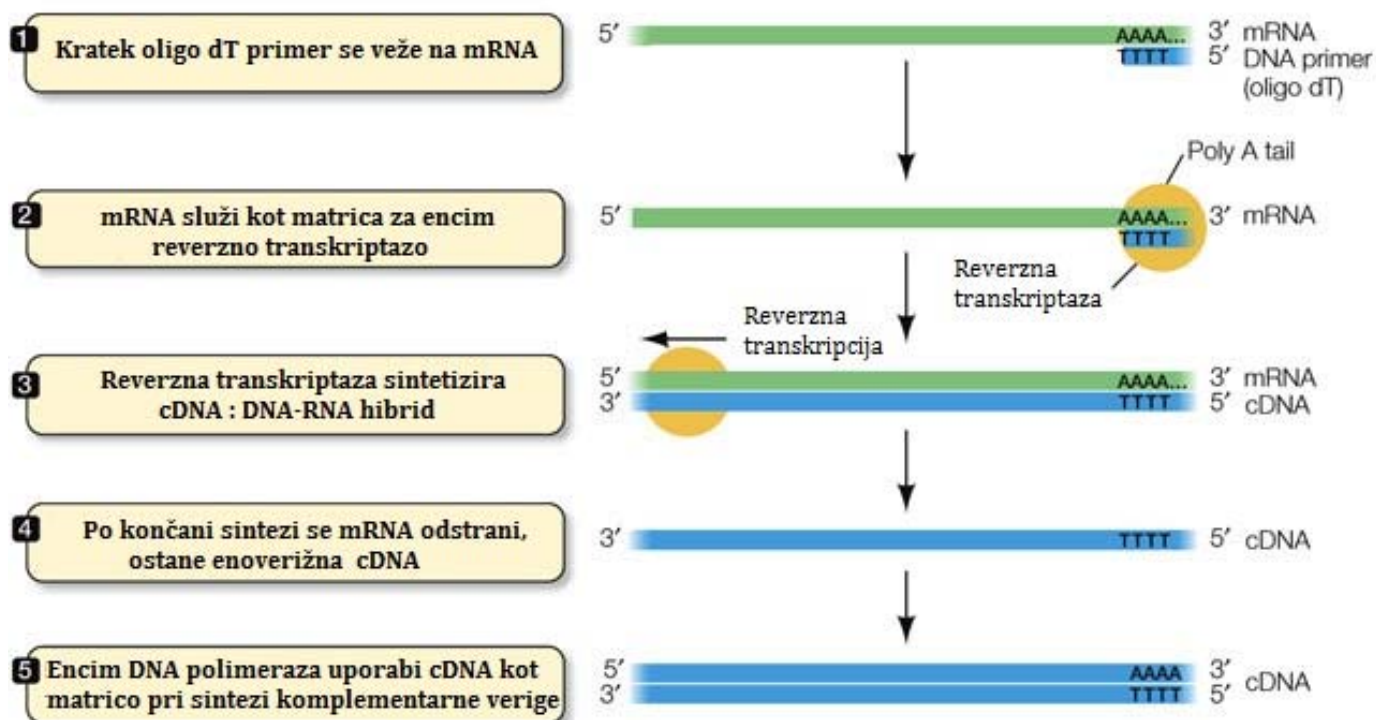 1
Kratek oligo dT primer se veže na mRNA
5′
AAAA...
3′ mRNA
TTTT
5′ DNA primer
(oligo dT)
Poly A tail
2
mRNA služi kot matrica za encim
reverzno transkriptazo
5′
AAAA...
3′ mRNA
TTTT
Reverzna
transkriptaza
Reverzna
transkripcija
3
Reverzna transkriptaza sintetizira
cDNA : DNA-RNA hibrid
5′
AAAA...
3′ mRNA
3′
TTTT
5′ cDNA
4
Po končani sintezi se mRNA odstrani,
ostane enoverižna cDNA
3′
TTTT
5′ cDNA
5
Encim DNA polimeraza uporabi cDNA kot
matrico pri sintezi komplementarne verige
5′
AAAA
3′
3′
TTTT
5′
cDNA